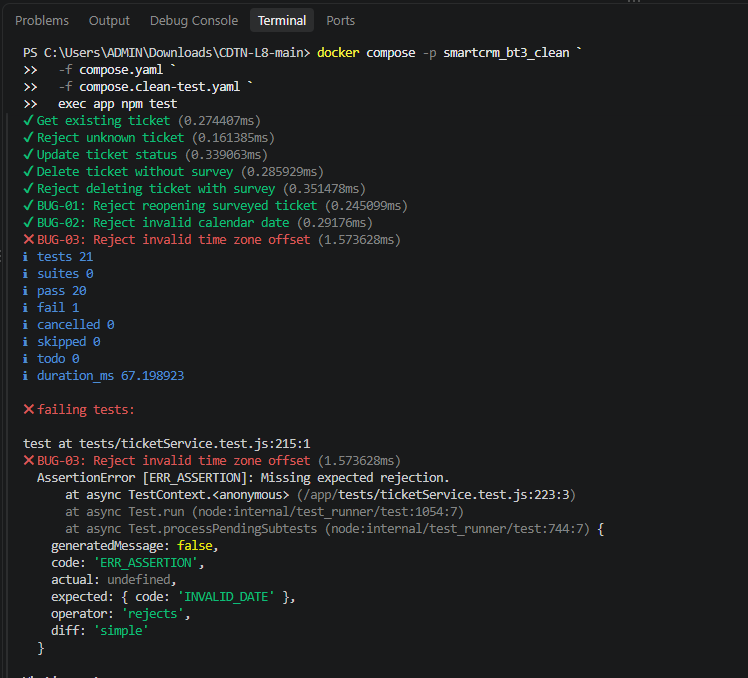 Problems Output Debug Console Terminal Ports
PS C:\Users\ADMIN\Downloads\CDTN-L8-main> docker compose -p smartcrm_bt3_clean `
>>   -f compose.yaml `
>>   -f compose.clean-test.yaml `
>>   exec app npm test
✓ Get existing ticket (0.274407ms)
✓ Reject unknown ticket (0.161385ms)
✓ Update ticket status (0.339063ms)
✓ Delete ticket without survey (0.285929ms)
✓ Reject deleting ticket with survey (0.351478ms)
✓ BUG-01: Reject reopening surveyed ticket (0.245099ms)
✓ BUG-02: Reject invalid calendar date (0.29176ms)
✗ BUG-03: Reject invalid time zone offset (1.573628ms)
ℹ tests 21
ℹ suites 0
ℹ pass 20
ℹ fail 1
ℹ cancelled 0
ℹ skipped 0
ℹ todo 0
ℹ duration_ms 67.198923
✗ failing tests:
test at tests/ticketService.test.js:215:1
✗ BUG-03: Reject invalid time zone offset (1.573628ms)
  AssertionError [ERR_ASSERTION]: Missing expected rejection.
      at async TestContext.<anonymous> (/app/tests/ticketService.test.js:223:3)
      at async Test.run (node:internal/test_runner/test:1054:7)
      at async Test.processPendingSubtests (node:internal/test_runner/test:744:7) {
    generatedMessage: false,
    code: 'ERR_ASSERTION',
    actual: undefined,
    expected: { code: 'INVALID_DATE' },
    operator: 'rejects',
    diff: 'simple'
  }